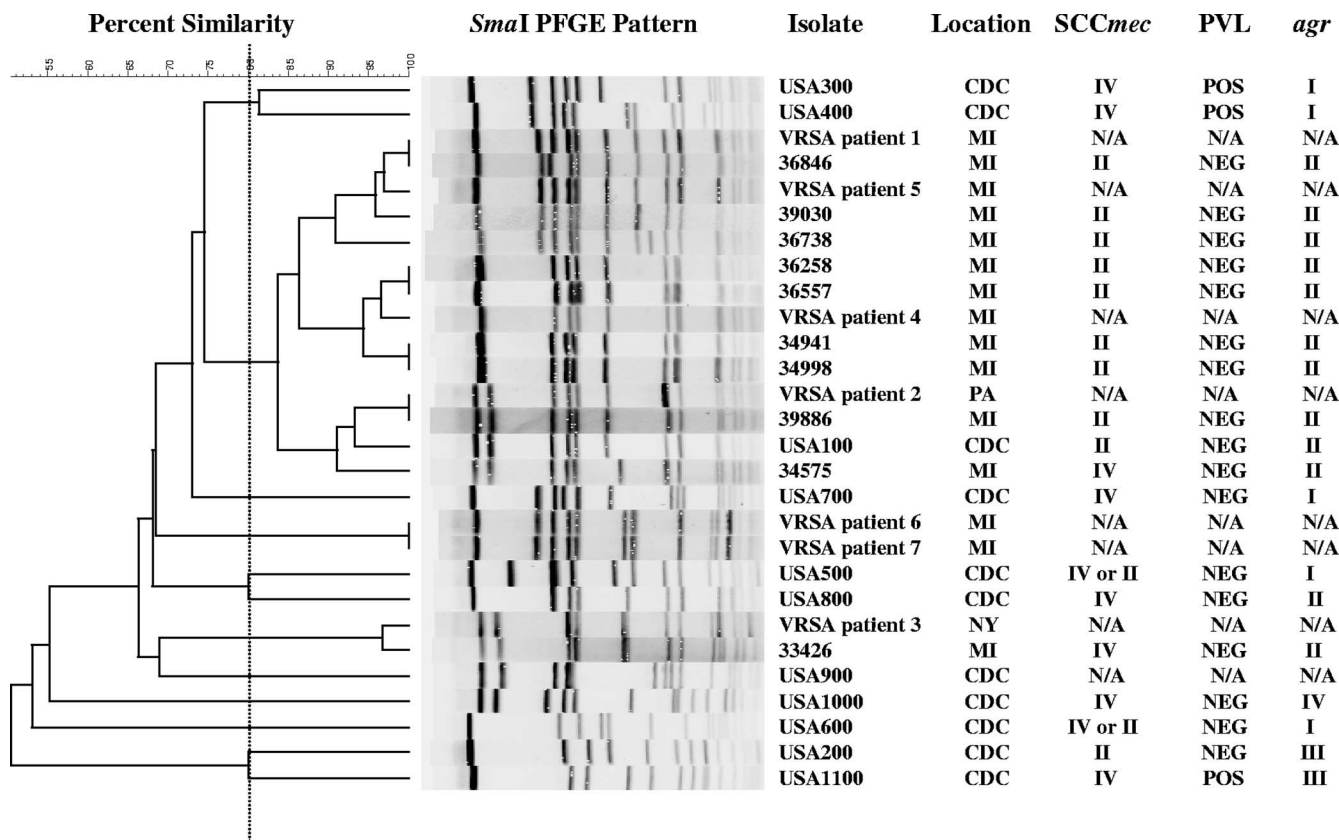 Percent Similarity SmaI PFGE Pattern Isolate Location SCCmec PVL agr
55 60 65 70 75 80 85 90 95 100
USA300 CDC IV POS I
USA400 CDC IV POS I
VRSA patient 1 MI N/A N/A N/A
36846 MI II NEG II
VRSA patient 5 MI N/A N/A N/A
39030 MI II NEG II
36738 MI II NEG II
36258 MI II NEG II
36557 MI II NEG II
VRSA patient 4 MI N/A N/A N/A
34941 MI II NEG II
34998 MI II NEG II
VRSA patient 2 PA N/A N/A N/A
39886 MI II NEG II
USA100 CDC II NEG II
34575 MI IV NEG II
USA700 CDC IV NEG I
VRSA patient 6 MI N/A N/A N/A
VRSA patient 7 MI N/A N/A N/A
USA500 CDC IV or II NEG I
USA800 CDC IV NEG II
VRSA patient 3 NY N/A N/A N/A
33426 MI IV NEG II
USA900 CDC N/A N/A N/A
USA1000 CDC IV NEG IV
USA600 CDC IV or II NEG I
USA200 CDC II NEG III
USA1100 CDC IV POS III